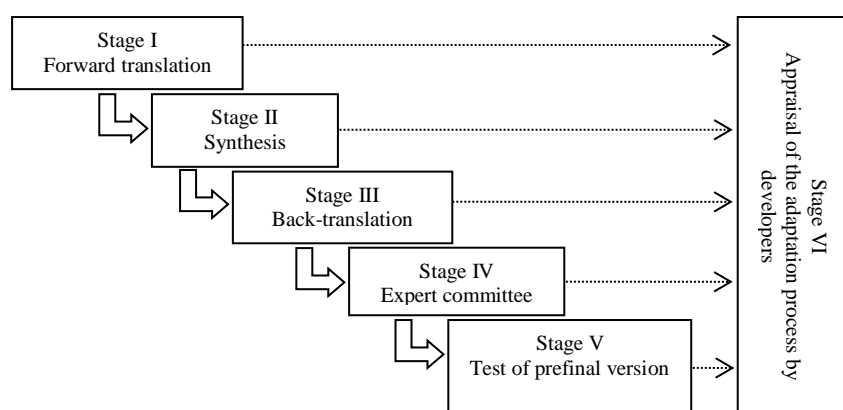 Stage I
Forward translation
Stage II
Synthesis
Stage III
Back-translation
Stage IV
Expert committee
Stage V
Test of prefinal version
Stage VI
Appraisal of the adaptation process by
developers